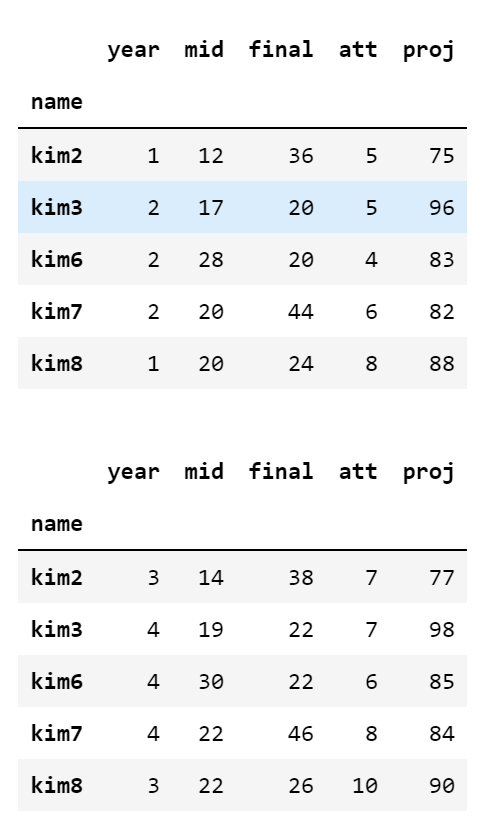 year mid final att proj
name
kim2 1 12 36 5 75
kim3 2 17 20 5 96
kim6 2 28 20 4 83
kim7 2 20 44 6 82
kim8 1 20 24 8 88
year mid final att proj
name
kim2 3 14 38 7 77
kim3 4 19 22 7 98
kim6 4 30 22 6 85
kim7 4 22 46 8 84
kim8 3 22 26 10 90